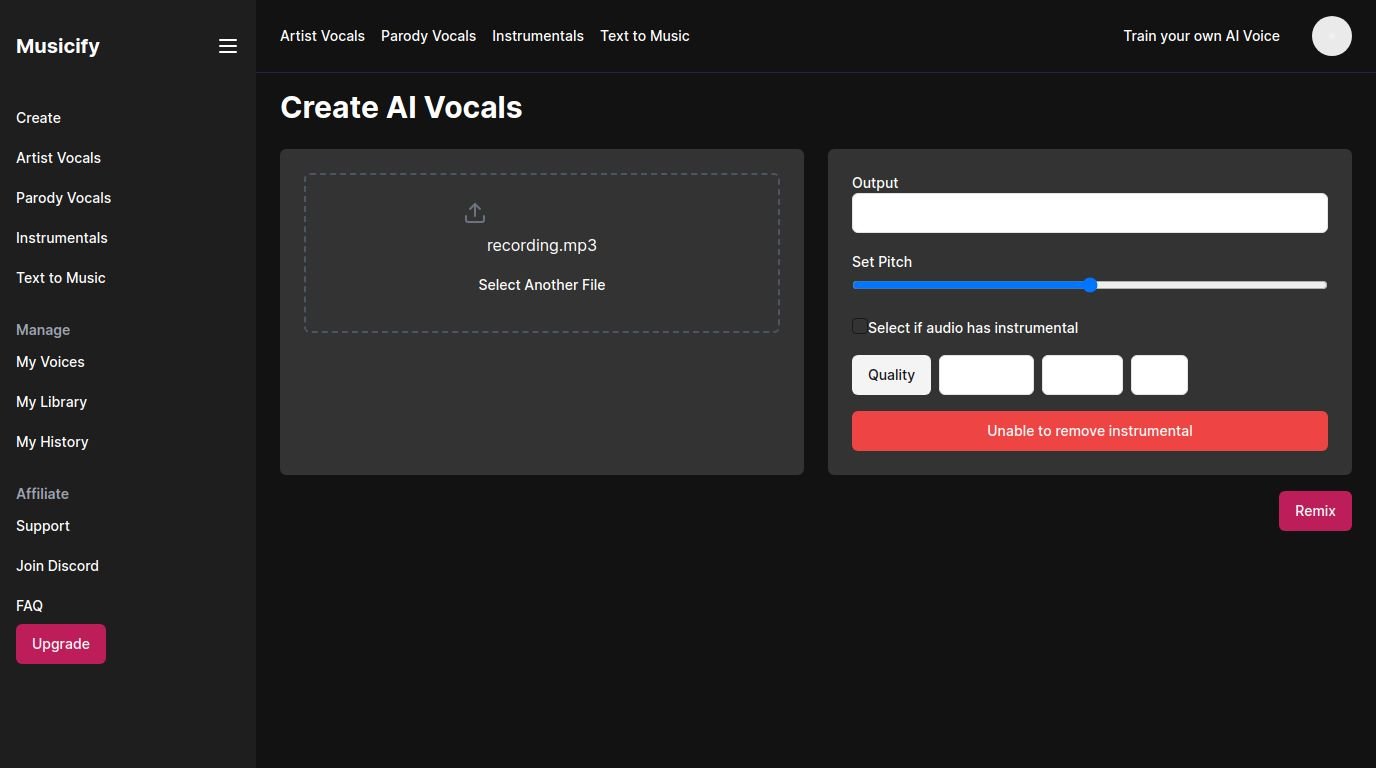 Musicify
Create
Artist Vocals
Parody Vocals
Instrumentals
Text to Music
Manage
My Voices
My Library
My History
Affiliate
Support
Join Discord
FAQ
Upgrade
Artist Vocals Parody Vocals Instrumentals Text to Music
Train your own AI Voice
Create AI Vocals
recording.mp3
Select Another File
Output
Set Pitch
Select if audio has instrumental
Quality
Unable to remove instrumental
Remix